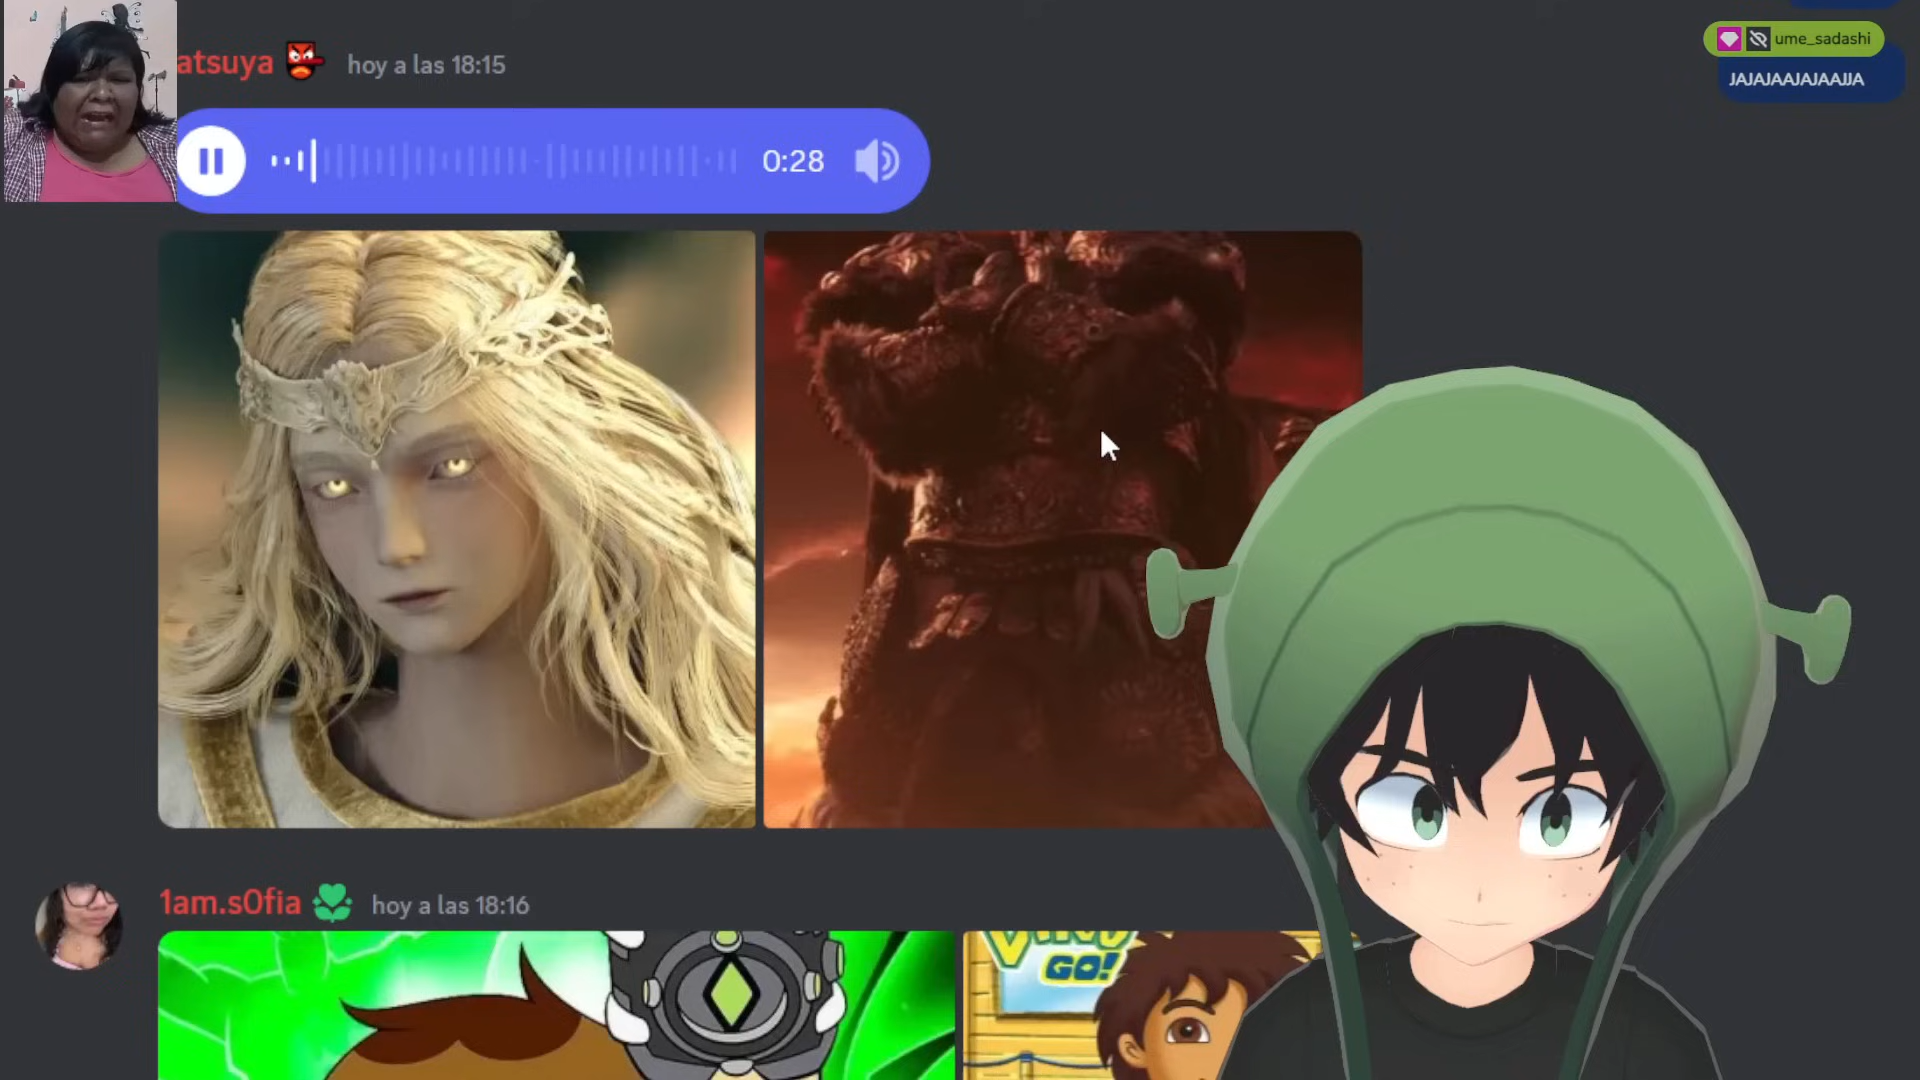 atsuya hoy a las 18:15
ume_sadashi
JAJAJAAJAJAAJJA
0:28
1am.s0fia hoy a las 18:16
GO!